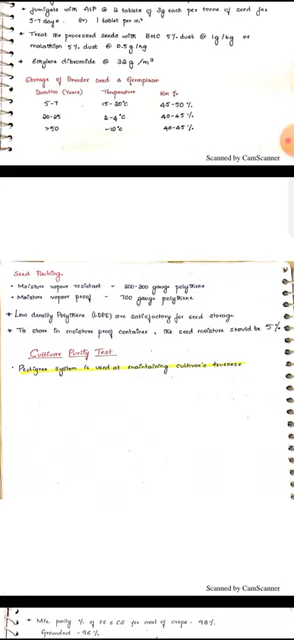 * fumigate with ALP @ 2 tablets of 3g each per tonne of seed for
5-7 days. or) 1 tablet per m³
* Treat the processed seeds with BHC 5% dust @ 1g/kg or
malathion 5% dust @ 0.5g/kg
* Ethylene dibromide @ 32g/m³
Storage of Breeder seed & Germplasm
Duration (Years) Temperature RH %
5-7 15-20°C 45-50%
20-25 2-4°C 40-45%
>50 -10°C 40-45%
Scanned by CamScanner
Seed Packing.
• Moisture vapour resistant - 200-300 gauge polythene
• Moisture vapour proof - 700 gauge polythene
* Low density Polythene (LDPE) are satisfactory for seed storage
* To store in moisture proof container, the seed moisture should be 5%
Cultivar Purity Test
• Pedigree system is used at maintaining cultivar's trueness
Scanned by CamScanner
* Min. purity % of FS & CS for most of crops - 98%.
Groundnut - 96%